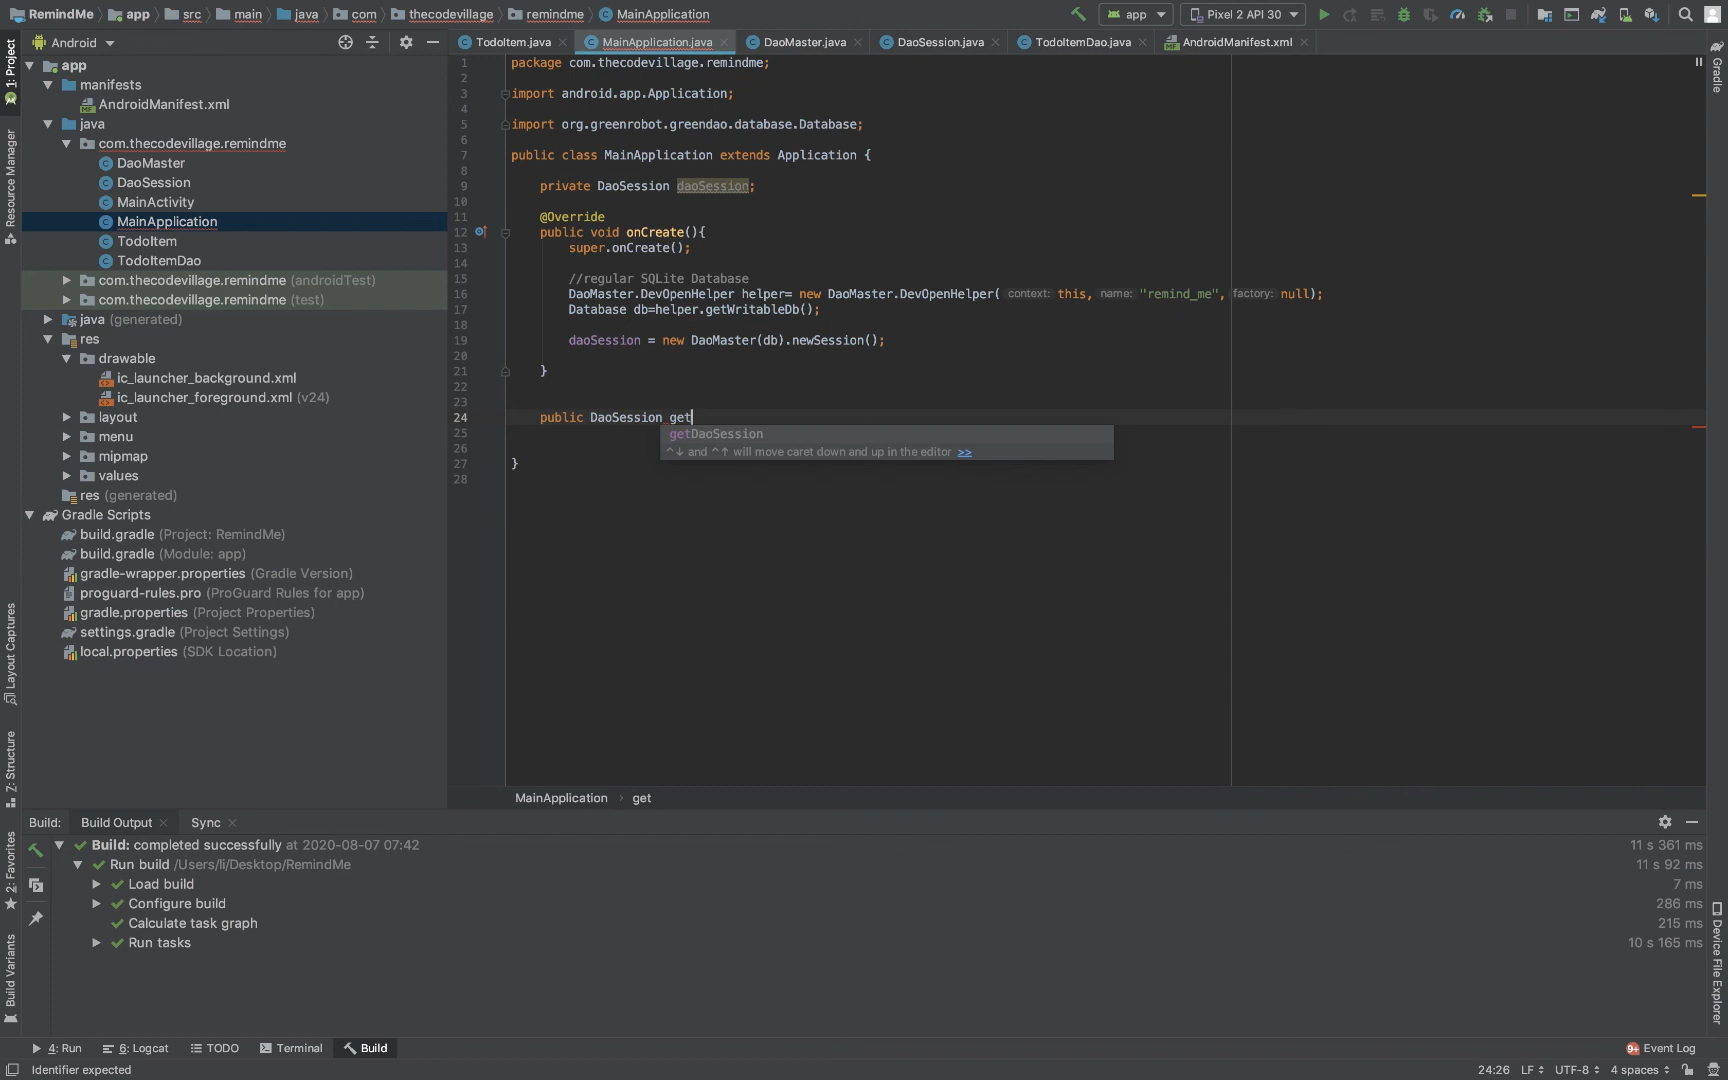 RemindMe app src main java com thecodevillage remindme MainApplication
app Pixel 2 API 30
Android
TodoItem.java MainApplication.java DaoMaster.java DaoSession.java TodoItemDao.java AndroidManifest.xml
1: Project
Resource Manager
Layout Captures
Z: Structure
2: Favorites
Build Variants
app
manifests
AndroidManifest.xml
java
com.thecodevillage.remindme
DaoMaster
DaoSession
MainActivity
MainApplication
TodoItem
TodoItemDao
com.thecodevillage.remindme (androidTest)
com.thecodevillage.remindme (test)
java (generated)
res
drawable
ic_launcher_background.xml
ic_launcher_foreground.xml (v24)
layout
menu
mipmap
values
res (generated)
Gradle Scripts
build.gradle (Project: RemindMe)
build.gradle (Module: app)
gradle-wrapper.properties (Gradle Version)
proguard-rules.pro (ProGuard Rules for app)
gradle.properties (Project Properties)
settings.gradle (Project Settings)
local.properties (SDK Location)
1 package com.thecodevillage.remindme;
2
3 import android.app.Application;
4
5 import org.greenrobot.greendao.database.Database;
6
7 public class MainApplication extends Application {
8
9 private DaoSession daoSession;
10
11 @Override
12 public void onCreate(){
13 super.onCreate();
14
15 //regular SQLite Database
16 DaoMaster.DevOpenHelper helper= new DaoMaster.DevOpenHelper( context: this, name: "remind_me", factory: null);
17 Database db=helper.getWritableDb();
18
19 daoSession = new DaoMaster(db).newSession();
20
21 }
22
23
24 public DaoSession get
25
26
27 }
28
getDaoSession
^↓ and ^↑ will move caret down and up in the editor >>
MainApplication › get
Gradle
Device File Explorer
Build: Build Output Sync
Build: completed successfully at 2020-08-07 07:42 11 s 361 ms
Run build /Users/li/Desktop/RemindMe 11 s 92 ms
Load build 7 ms
Configure build 286 ms
Calculate task graph 215 ms
Run tasks 10 s 165 ms
4: Run 6: Logcat TODO Terminal Build 9+ Event Log
Identifier expected 24:26 LF UTF-8 4 spaces